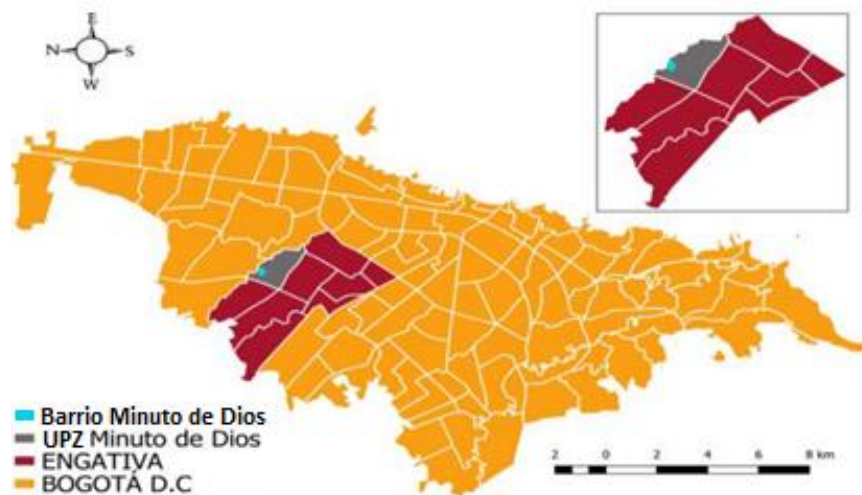 E
N S
W
Barrio Minuto de Dios
UPZ Minuto de Dios
ENGATIVA
BOGOTÁ D.C
2 0 2 4 6 8 km